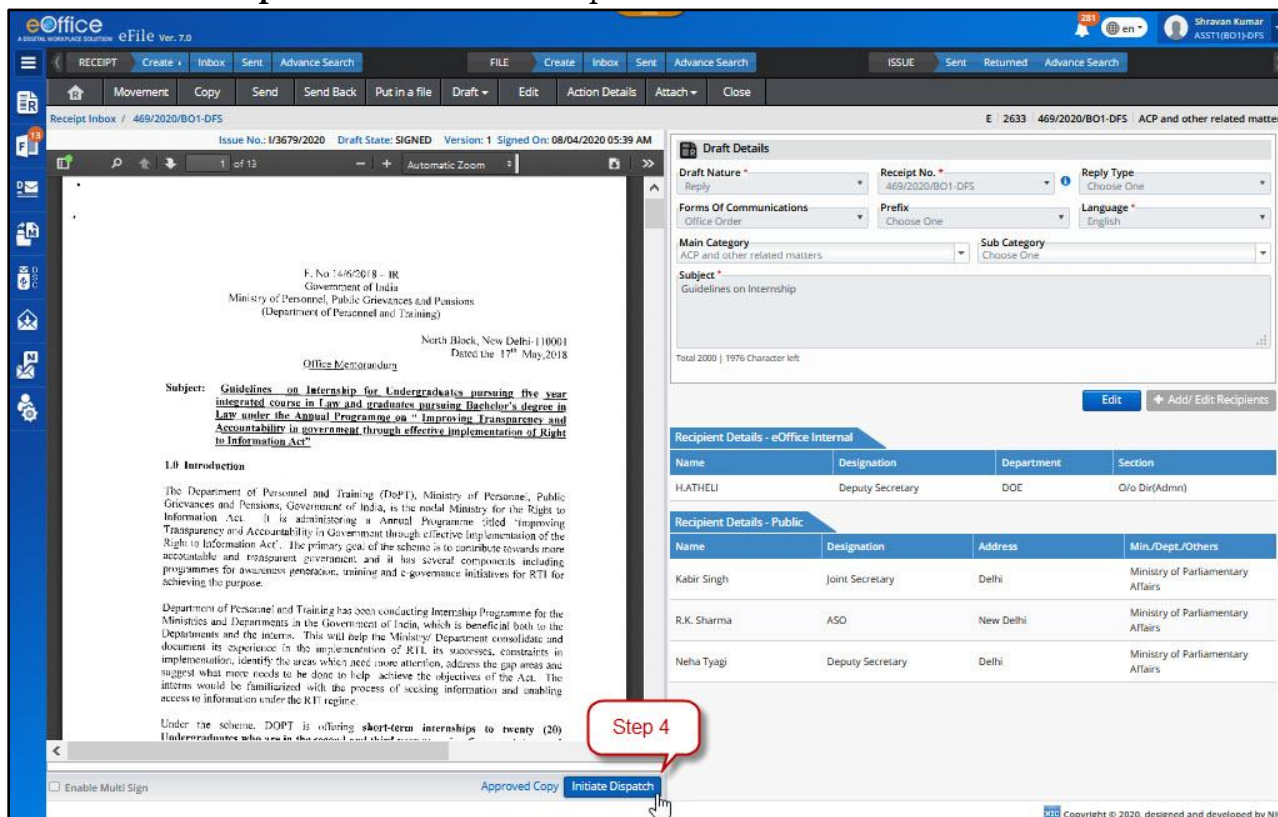 eOffice
A DIGITAL WORKPLACE SOLUTION eFile Ver. 7.0
281 en Shravan Kumar
ASST1(BO1)-DFS
RECEIPT Create Inbox Sent Advance Search FILE Create Inbox Sent Advance Search ISSUE Sent Returned Advance Search
Movement Copy Send Send Back Put in a file Draft Edit Action Details Attach Close
Receipt Inbox / 469/2020/BO1-DFS E 2633 469/2020/BO1-DFS ACP and other related matte
Issue No.: I/3679/2020 Draft State: SIGNED Version: 1 Signed On: 08/04/2020 05:39 AM
1 of 13 Automatic Zoom
13
DSC
F. No 14/6/2018 – IR
Government of India
Ministry of Personnel, Public Grievances and Pensions
(Department of Personnel and Training)
North Block, New Delhi-110001
Dated the 17th May,2018
Office Memorandum
Subject: Guidelines on Internship for Undergraduates pursuing five year
integrated course in Law and graduates pursuing Bachelor's degree in
Law under the Annual Programme on " Improving Transparency and
Accountability in government through effective implementation of Right
to Information Act"
1.0 Introduction
The Department of Personnel and Training (DoPT), Ministry of Personnel, Public
Grievances and Pensions, Government of India, is the nodal Ministry for the Right to
Information Act. It is administering a Annual Programme titled 'Improving
Transparency and Accountability in Government through effective Implementation of the
Right to Information Act'. The primary goal of the scheme is to contribute towards more
accountable and transparent government and it has several components including
programmes for awareness generation, training and e-governance initiatives for RTI for
achieving the purpose.
Department of Personnel and Training has been conducting Internship Programme for the
Ministries and Departments in the Government of India, which is beneficial both to the
Departments and the interns. This will help the Ministry/ Department consolidate and
document its experience in the implementation of RTI, its successes, constraints in
implementation, identify the areas which need more attention, address the gap areas and
suggest what more needs to be done to help achieve the objectives of the Act. The
interns would be familiarized with the process of seeking information and enabling
access to information under the RTI regime.
Under the scheme, DOPT is offering short-term internships to twenty (20)
Undergraduates who are in the second and third year
Enable Multi Sign Approved Copy Initiate Dispatch
Step 4
Draft Details
Draft Nature * Receipt No. * Reply Type
Reply 469/2020/BO1-DFS Choose One
Forms Of Communications Prefix Language *
Office Order Choose One English
Main Category Sub Category
ACP and other related matters Choose One
Subject *
Guidelines on Internship
Total 2000 | 1976 Character left
Edit + Add/ Edit Recipients
Recipient Details - eOffice Internal
Name Designation Department Section
H.ATHELI Deputy Secretary DOE O/o Dir(Admn)
Recipient Details - Public
Name Designation Address Min./Dept./Others
Kabir Singh Joint Secretary Delhi Ministry of Parliamentary
Affairs
R.K. Sharma ASO New Delhi Ministry of Parliamentary
Affairs
Neha Tyagi Deputy Secretary Delhi Ministry of Parliamentary
Affairs
NIC Copyright © 2020, designed and developed by NI